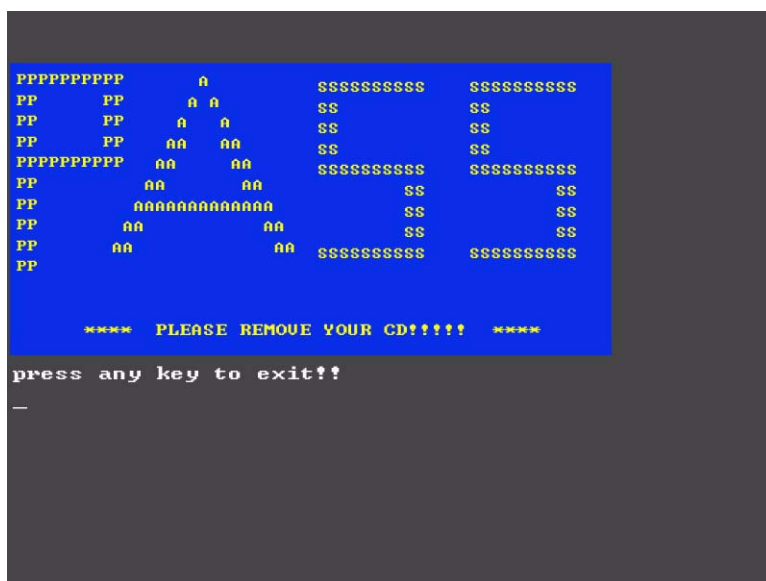 PPPPPPPPPP A SSSSSSSSSS SSSSSSSSSS
PP PP A A SS SS
PP PP A A SS SS
PP PP AA AA SS SS
PPPPPPPPPP AA AA SSSSSSSSSS SSSSSSSSSS
PP AA AA SS SS
PP AAAAAAAAAAAAA SS SS
PP AA AA SS SS
PP AA AA SSSSSSSSSS SSSSSSSSSS
PP
**** PLEASE REMOVE YOUR CD!!!!! ****
press any key to exit!!
_